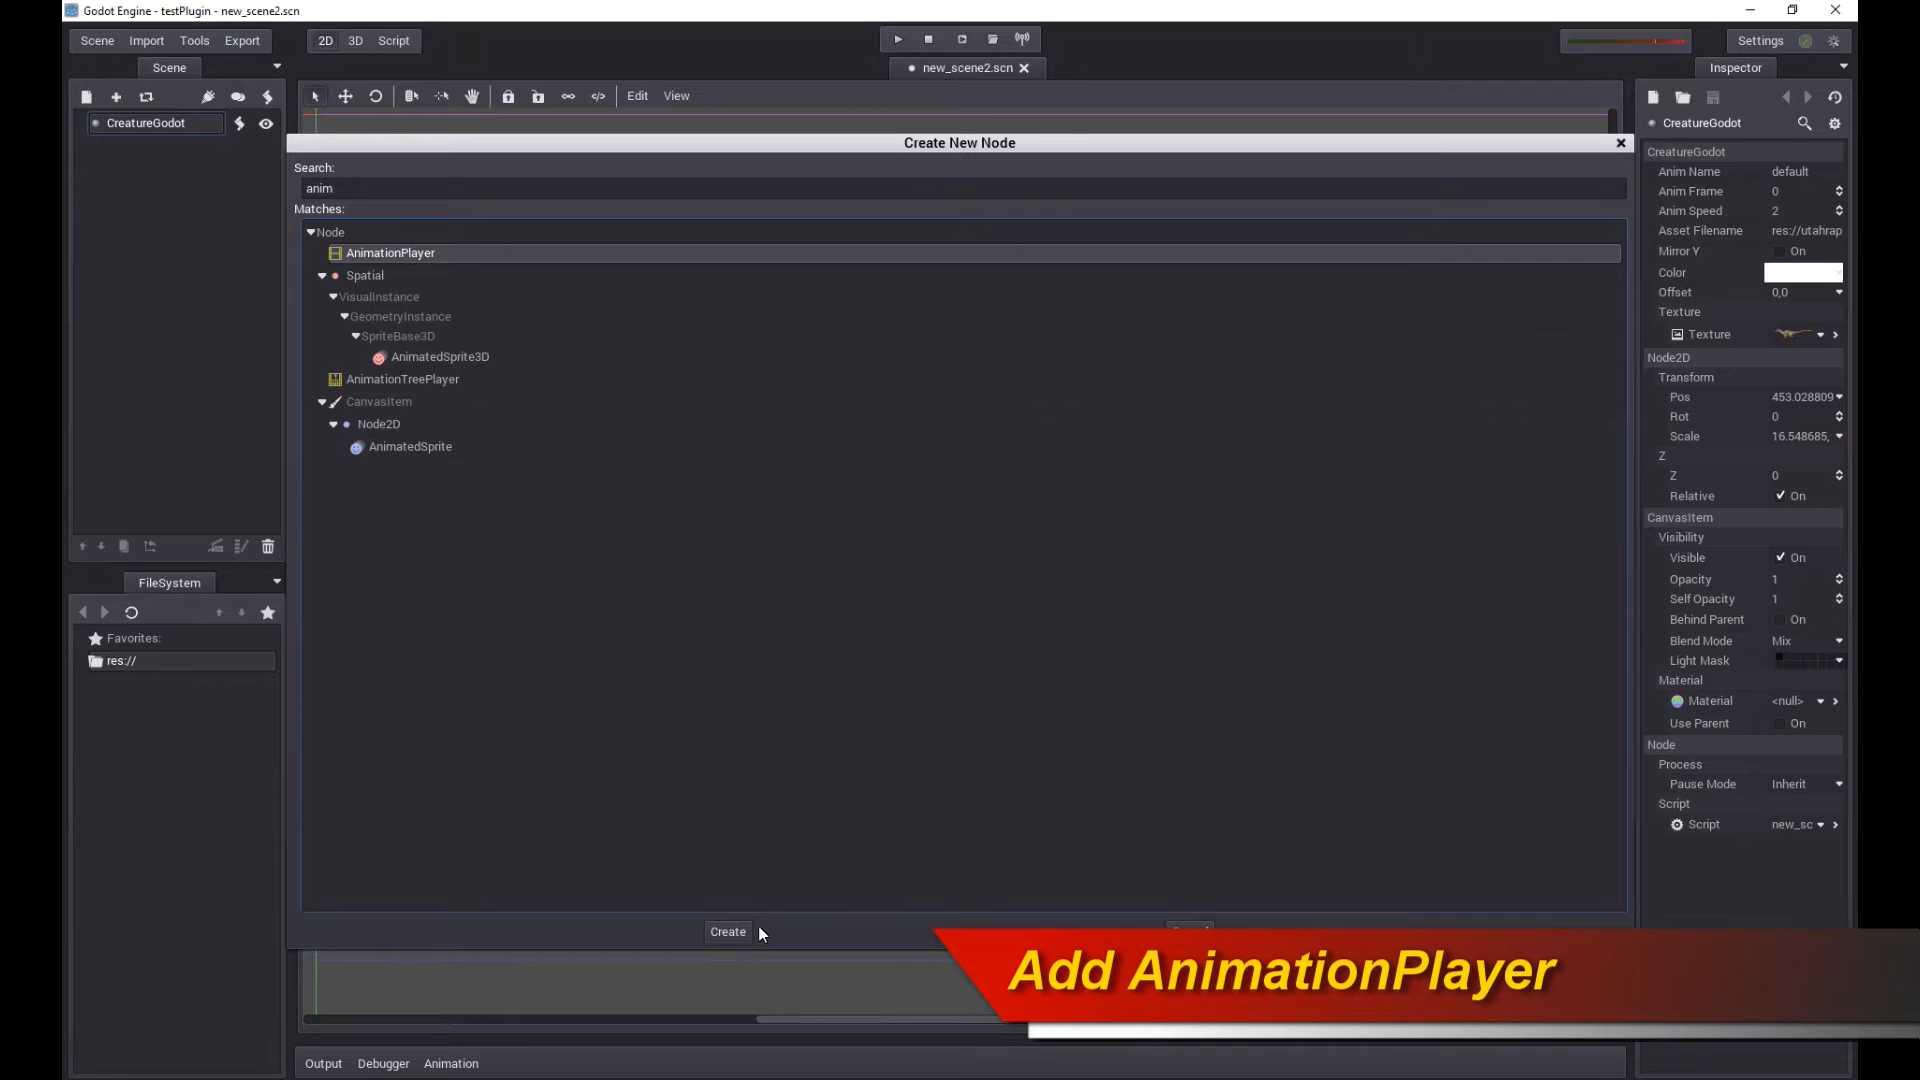 Godot Engine - testPlugin - new_scene2.scn
Scene Import Tools Export
2D 3D Script
Settings
Scene
new_scene2.scn
Inspector
Edit View
CreatureGodot
CreatureGodot
Create New Node
Search:
anim
Matches:
Node
AnimationPlayer
Spatial
VisualInstance
GeometryInstance
SpriteBase3D
AnimatedSprite3D
AnimationTreePlayer
CanvasItem
Node2D
AnimatedSprite
Create
FileSystem
Favorites:
res://
CreatureGodot
Anim Name default
Anim Frame 0
Anim Speed 2
Asset Filename res://utahrap
Mirror Y On
Color
Offset 0,0
Texture
Texture
Node2D
Transform
Pos 453.028809
Rot 0
Scale 16.548685,
Z
Z 0
Relative On
CanvasItem
Visibility
Visible On
Opacity 1
Self Opacity 1
Behind Parent On
Blend Mode Mix
Light Mask
Material
Material <null>
Use Parent On
Node
Process
Pause Mode Inherit
Script
Script new_sc
Add AnimationPlayer
Output Debugger Animation